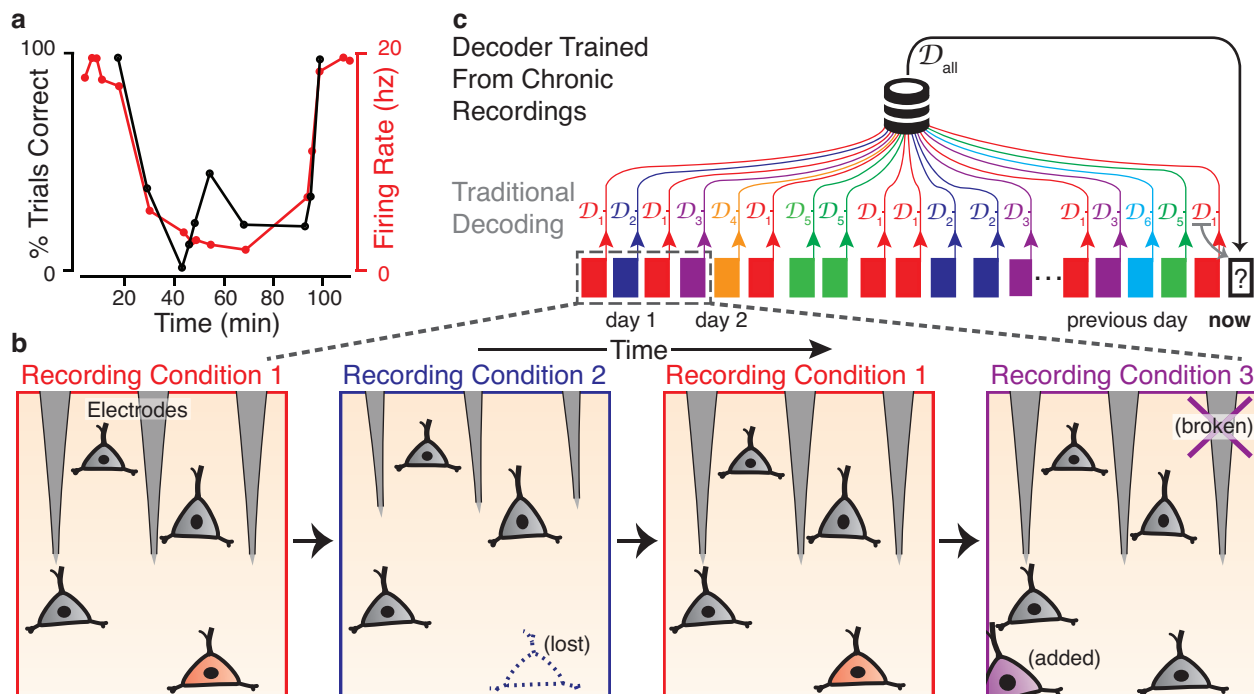 a
100
0
% Trials Correct
20
0
Firing Rate (hz)
20 40 60 80 100
Time (min)
c
Decoder Trained
From Chronic
Recordings
Traditional
Decoding
D all
D1 D2 D1 D3 D4 D1 D5 D5 D1 D1 D2 D2 D3 D1 D3 D6 D5 D1
... ?
day 1 day 2 previous day now
b
Time
Recording Condition 1 Recording Condition 2 Recording Condition 1 Recording Condition 3
Electrodes
(broken)
(lost)
(added)